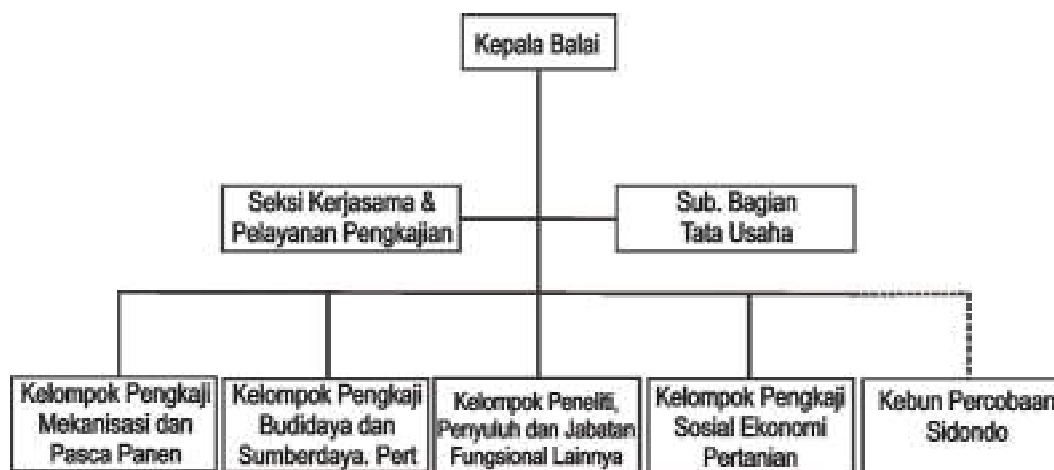 Kepala Balai
Seksi Kerjasama &
Pelayanan Pengkajian
Sub. Bagian
Tata Usaha
Kelompok Pengkaji
Mekanisasi dan
Pasca Panen
Kelompok Pengkaji
Budidaya dan
Sumberdaya. Pert
Kelompok Peneliti,
Penyuluh dan Jabatan
Fungsional Lainnya
Kelompok Pengkaji
Sosial Ekonomi
Pertanian
Kebun Percobaan
Sidondo